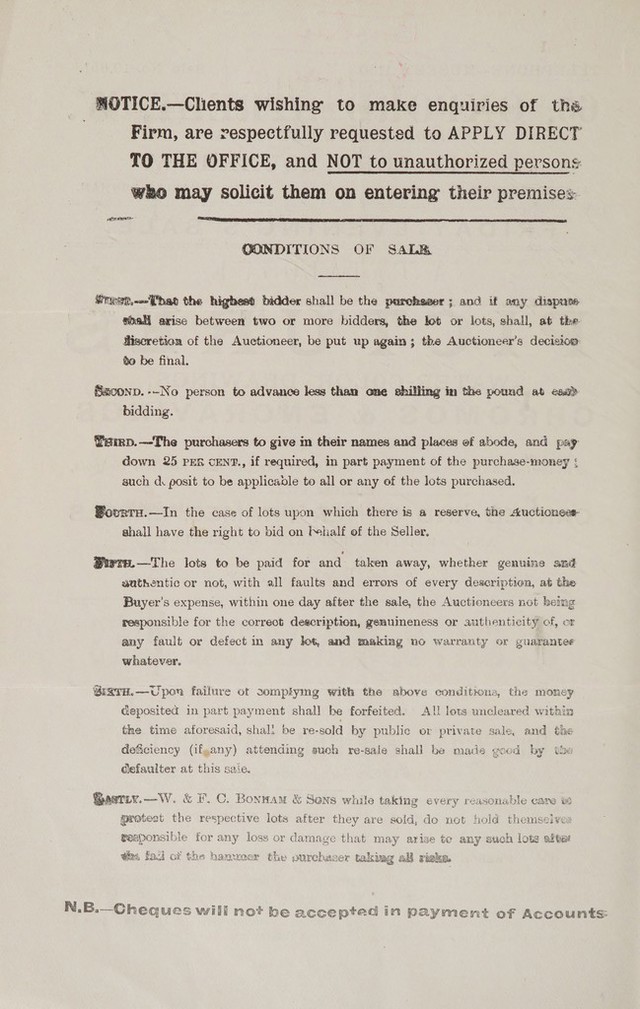 NOTICE.—Clients wishing to make enquiries of the
Firm, are respectfully requested to APPLY DIRECT
TO THE OFFICE, and NOT to unauthorized persons
who may solicit them on entering their premises
CONDITIONS OF SALE
FIRST.—That the highest bidder shall be the purchaser; and if any dispute
shall arise between two or more bidders, the lot or lots, shall, at the
discretion of the Auctioneer, be put up again; the Auctioneer's decision
to be final.
SECOND.--No person to advance less than one shilling in the pound at each
bidding.
THIRD.—The purchasers to give in their names and places of abode, and pay
down 25 PER CENT., if required, in part payment of the purchase-money;
such deposit to be applicable to all or any of the lots purchased.
FOURTH.—In the case of lots upon which there is a reserve, the Auctioneer
shall have the right to bid on behalf of the Seller.
FIFTH.—The lots to be paid for and taken away, whether genuine and
authentic or not, with all faults and errors of every description, at the
Buyer's expense, within one day after the sale, the Auctioneers not being
responsible for the correct description, genuineness or authenticity of, or
any fault or defect in any lot, and making no warranty or guarantee
whatever.
SIXTH.—Upon failure of complying with the above conditions, the money
deposited in part payment shall be forfeited. All lots uncleared within
the time aforesaid, shall be re-sold by public or private sale, and the
deficiency (if any) attending such re-sale shall be made good by the
defaulter at this sale.
LASTLY.—W. & F. C. BONHAM & SONS while taking every reasonable care to
protect the respective lots after they are sold, do not hold themselves
responsible for any loss or damage that may arise to any such lots after
the fall of the hammer the purchaser taking all risks.
N.B.—Cheques will not be accepted in payment of Accounts